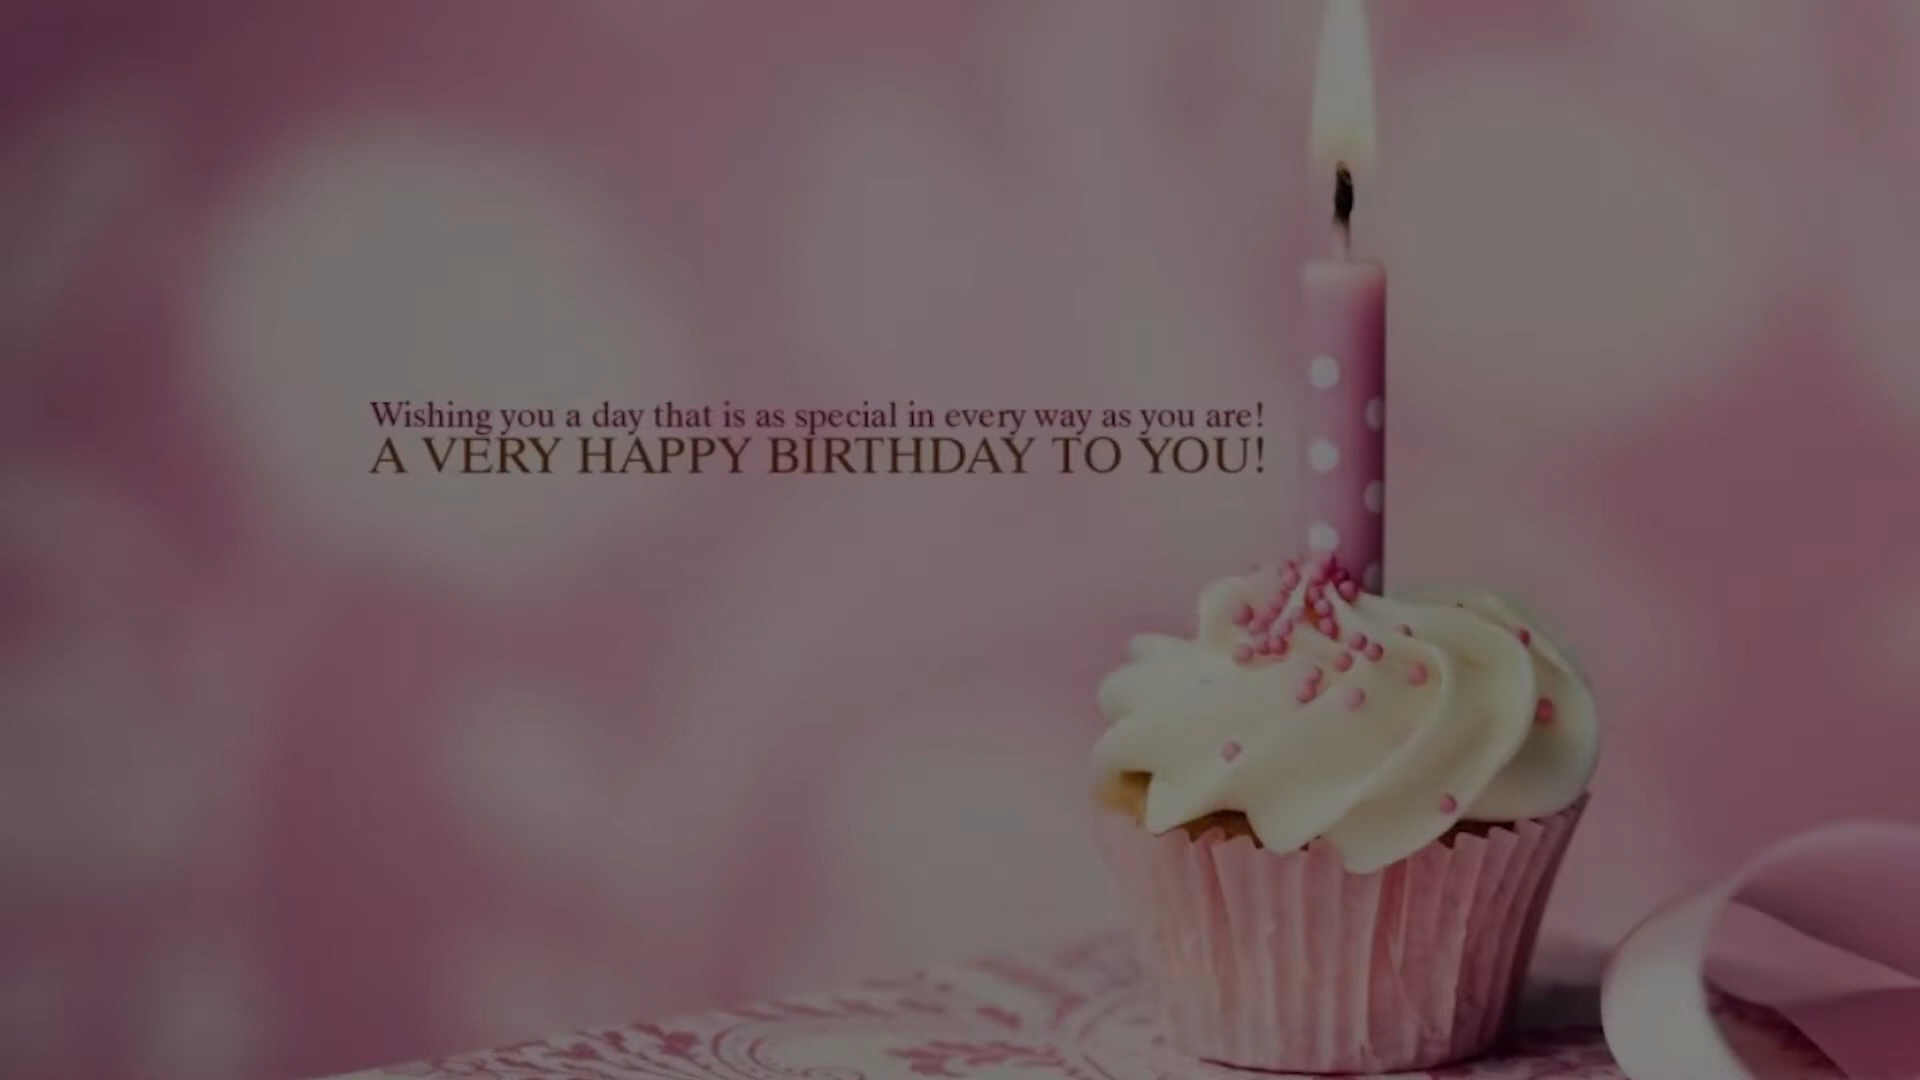 Wishing you a day that is as special in every way as you are!
A VERY HAPPY BIRTHDAY TO YOU!